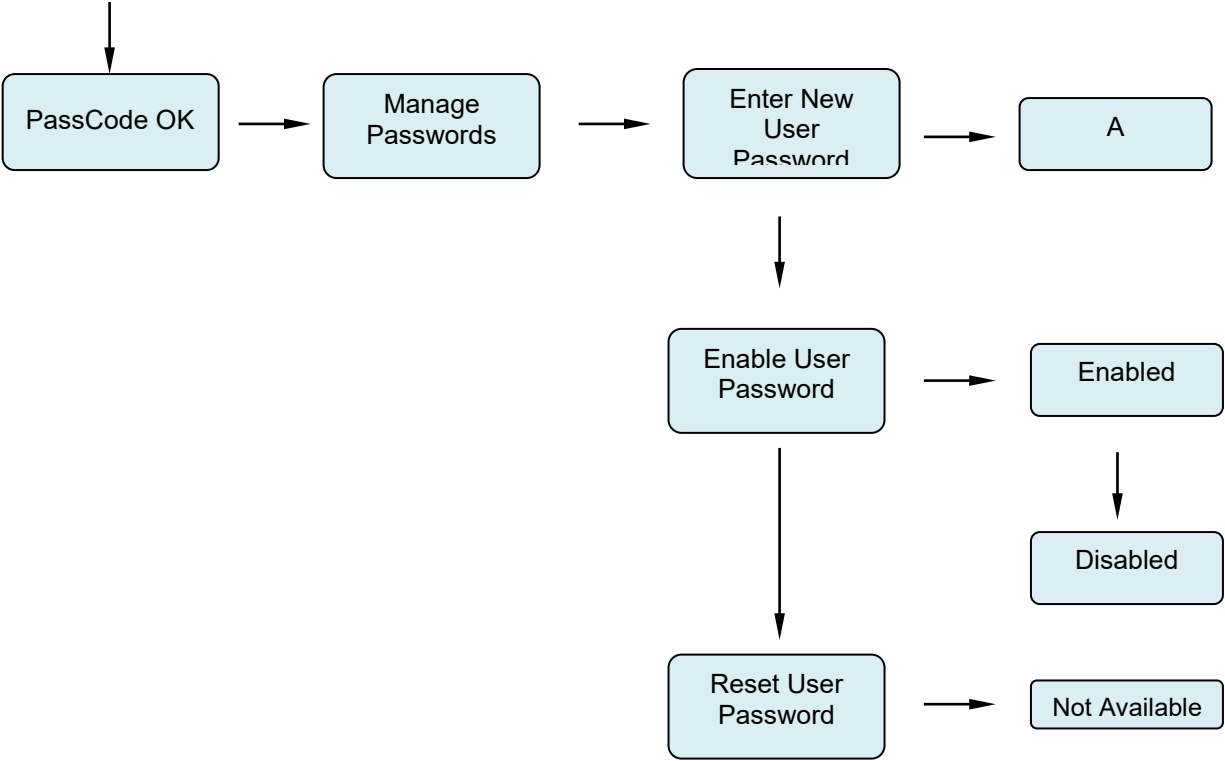 PassCode OK
Manage
Passwords
Enter New
User
Password
A
Enable User
Password
Enabled
Disabled
Reset User
Password
Not Available